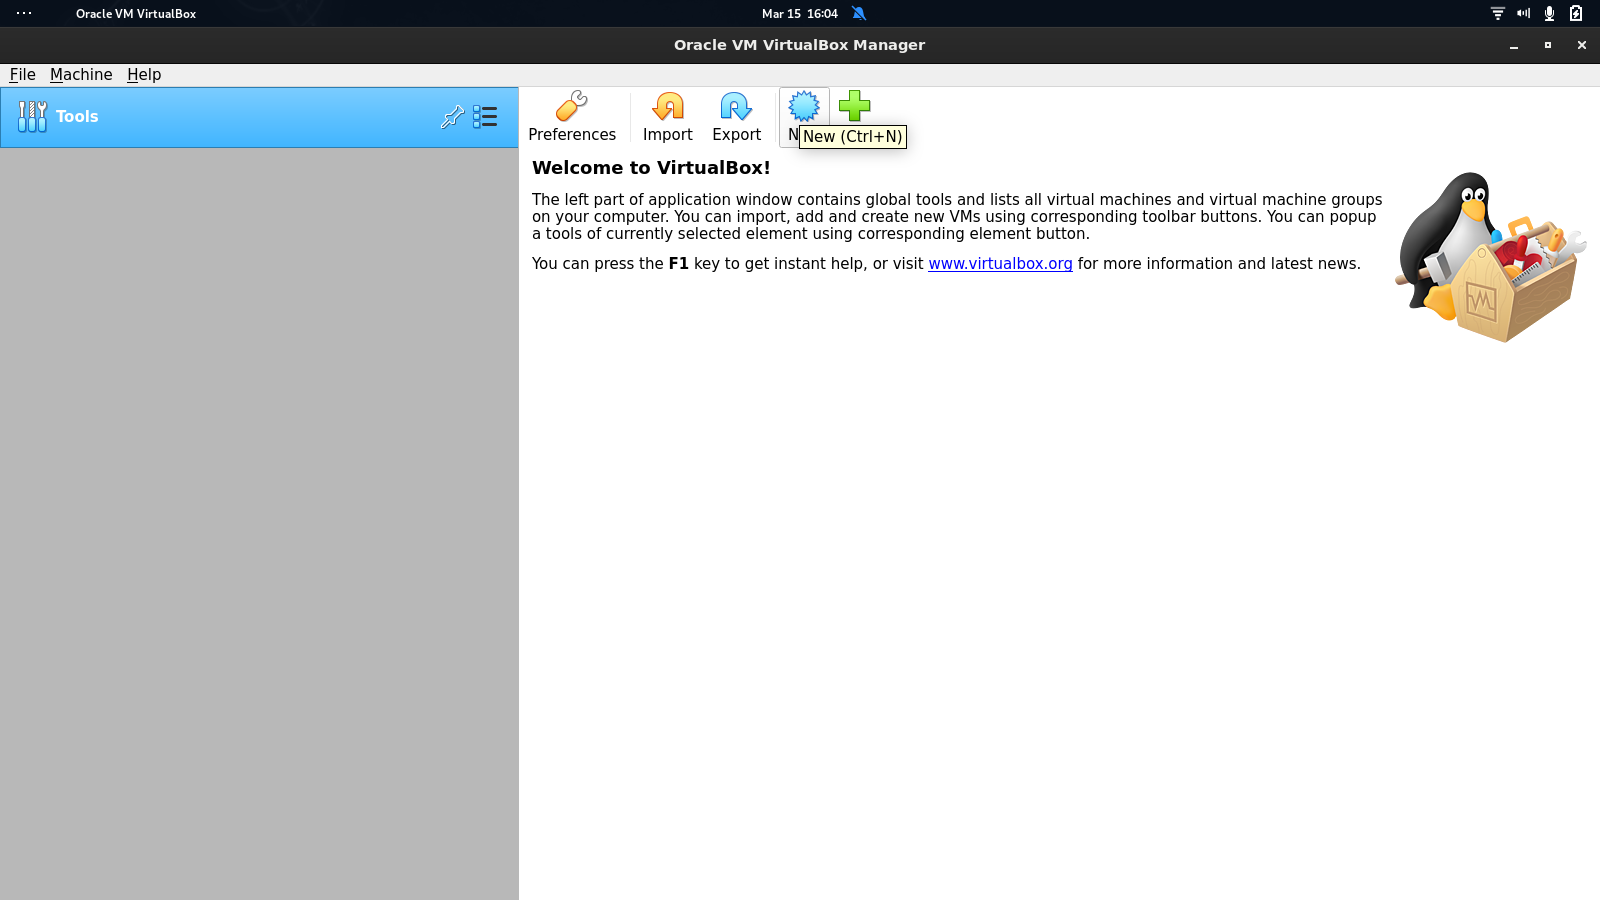 Oracle VM VirtualBox
Mar 15 16:04
Oracle VM VirtualBox Manager
File Machine Help
Tools
Preferences Import Export N
New (Ctrl+N)
Welcome to VirtualBox!
The left part of application window contains global tools and lists all virtual machines and virtual machine groups
on your computer. You can import, add and create new VMs using corresponding toolbar buttons. You can popup
a tools of currently selected element using corresponding element button.
You can press the F1 key to get instant help, or visit www.virtualbox.org for more information and latest news.